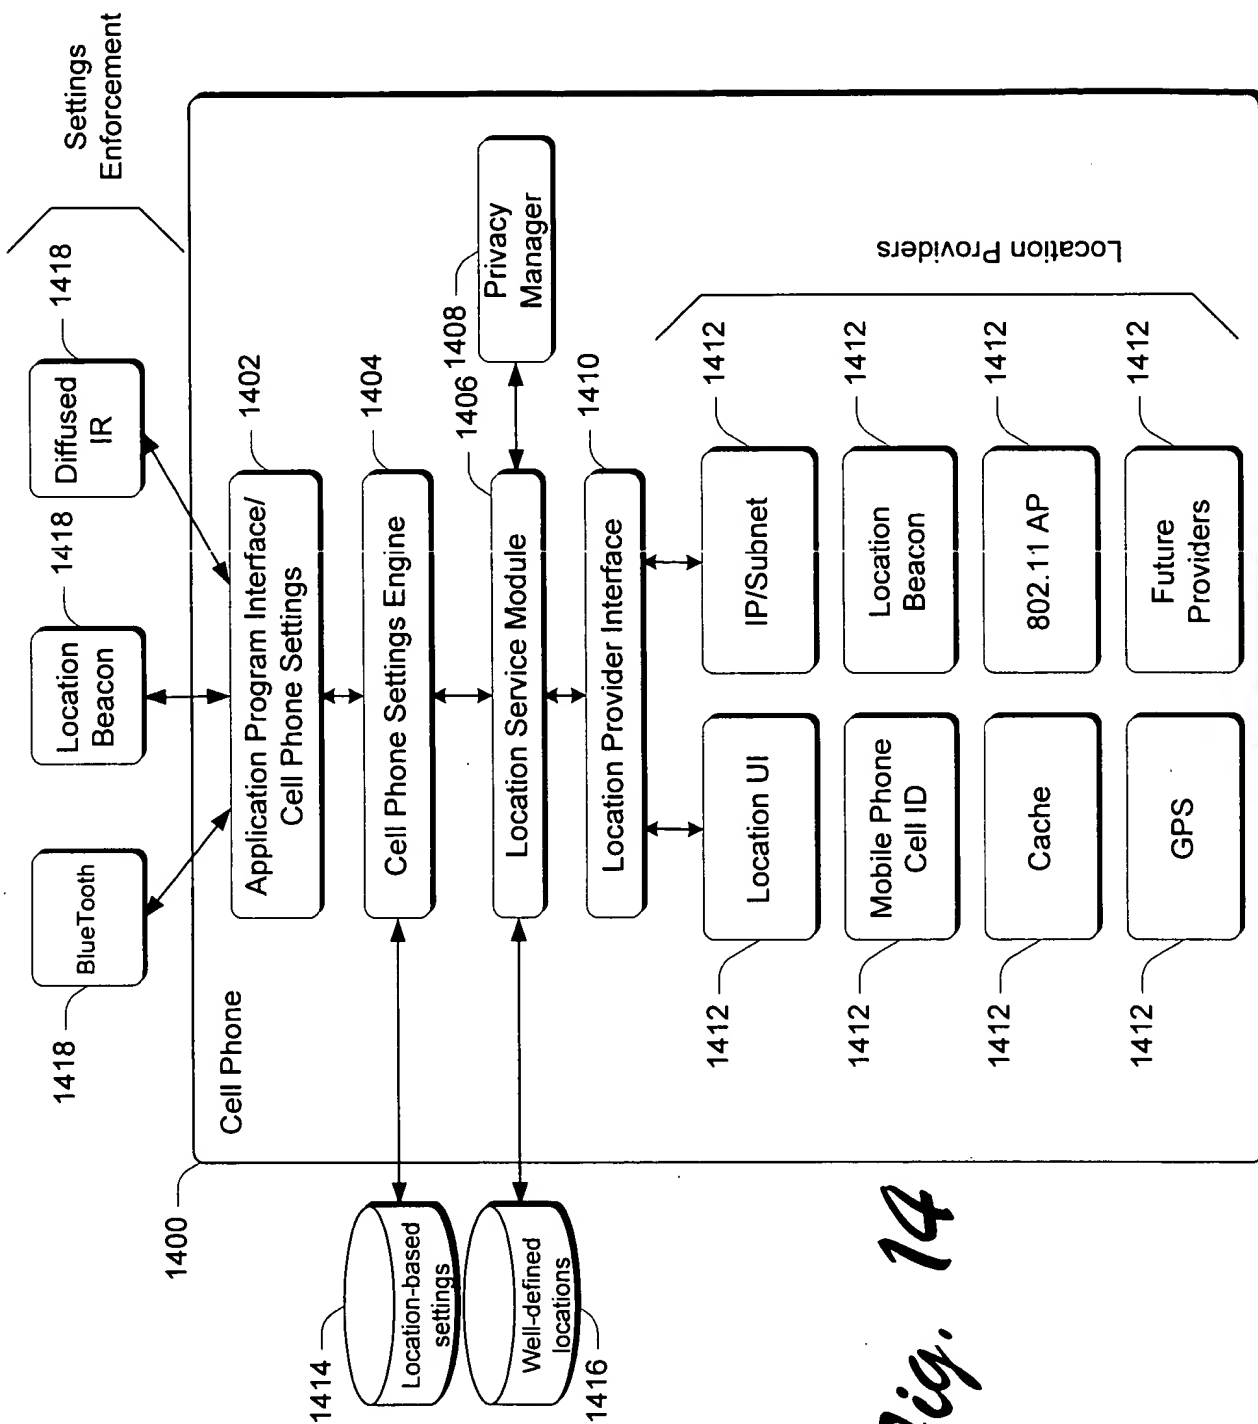 Settings
Enforcement
1418
BlueTooth
1418
Location
Beacon
1418
Diffused
IR
1400
Cell Phone
Application Program Interface/
Cell Phone Settings
1402
1414
Location-based
settings
Cell Phone Settings Engine
1404
1416
Well-defined
locations
Location Service Module
1406
1408
Privacy
Manager
Location Provider Interface
1410
Location Providers
1412
Location UI
IP/Subnet
1412
1412
Mobile Phone
Cell ID
Location
Beacon
1412
1412
Cache
802.11 AP
1412
1412
GPS
Future
Providers
1412
Fig. 14